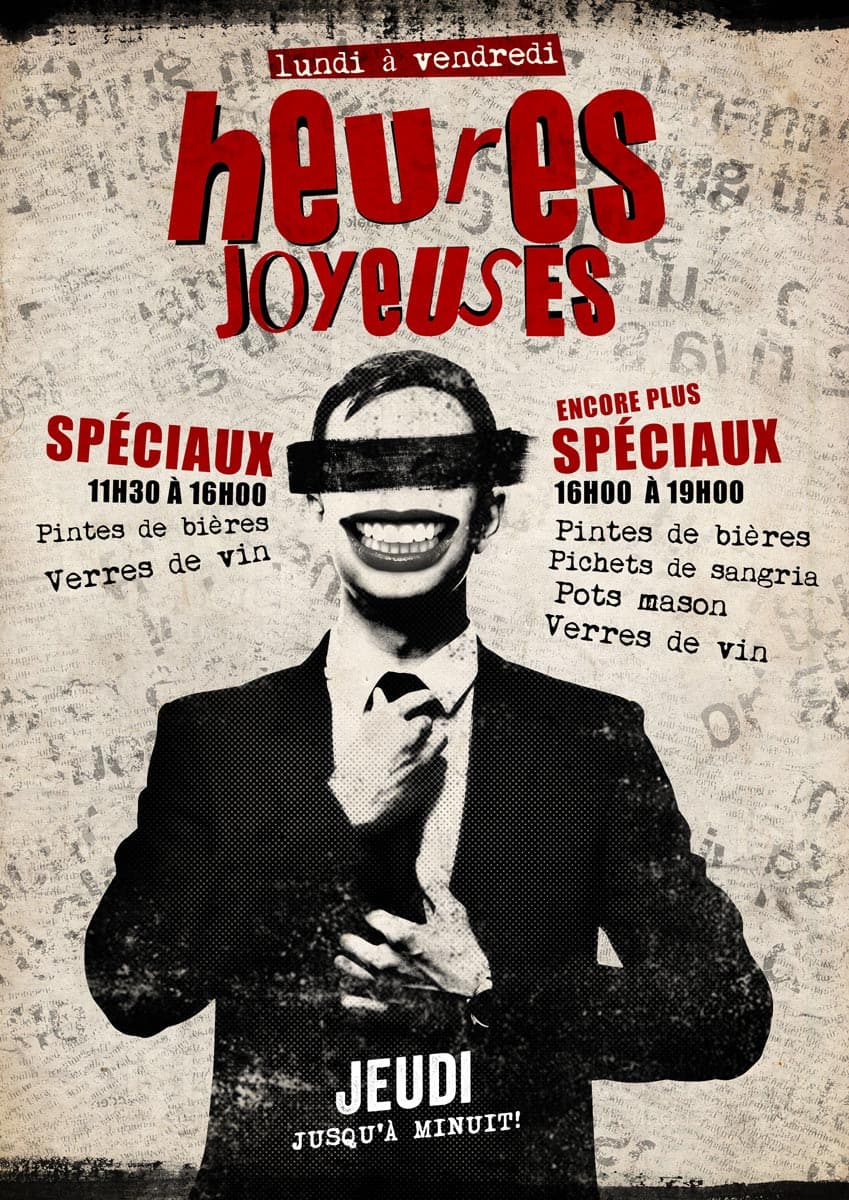 lundi à vendredi
heures
joyeuses
SPÉCIAUX
11H30 À 16H00
Pintes de bières
Verres de vin
ENCORE PLUS
SPÉCIAUX
16H00 À 19H00
Pintes de bières
Pichets de sangria
Pots mason
Verres de vin
JEUDI
JUSQU'À MINUIT!